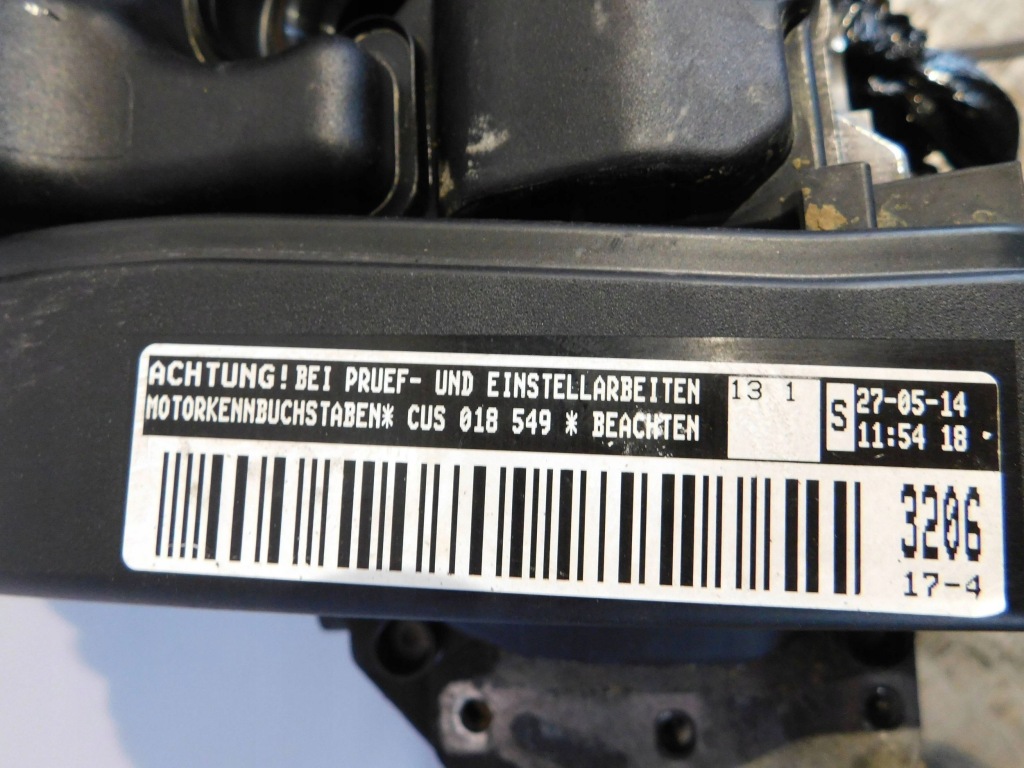 ACHTUNG! BEI PRUEF- UND EINSTELLARBEITEN
MOTORKENNBUCHSTABEN* CUS 018 549 * BEACHTEN
13 1
S
27-05-14
11:54 18
3206
17-4